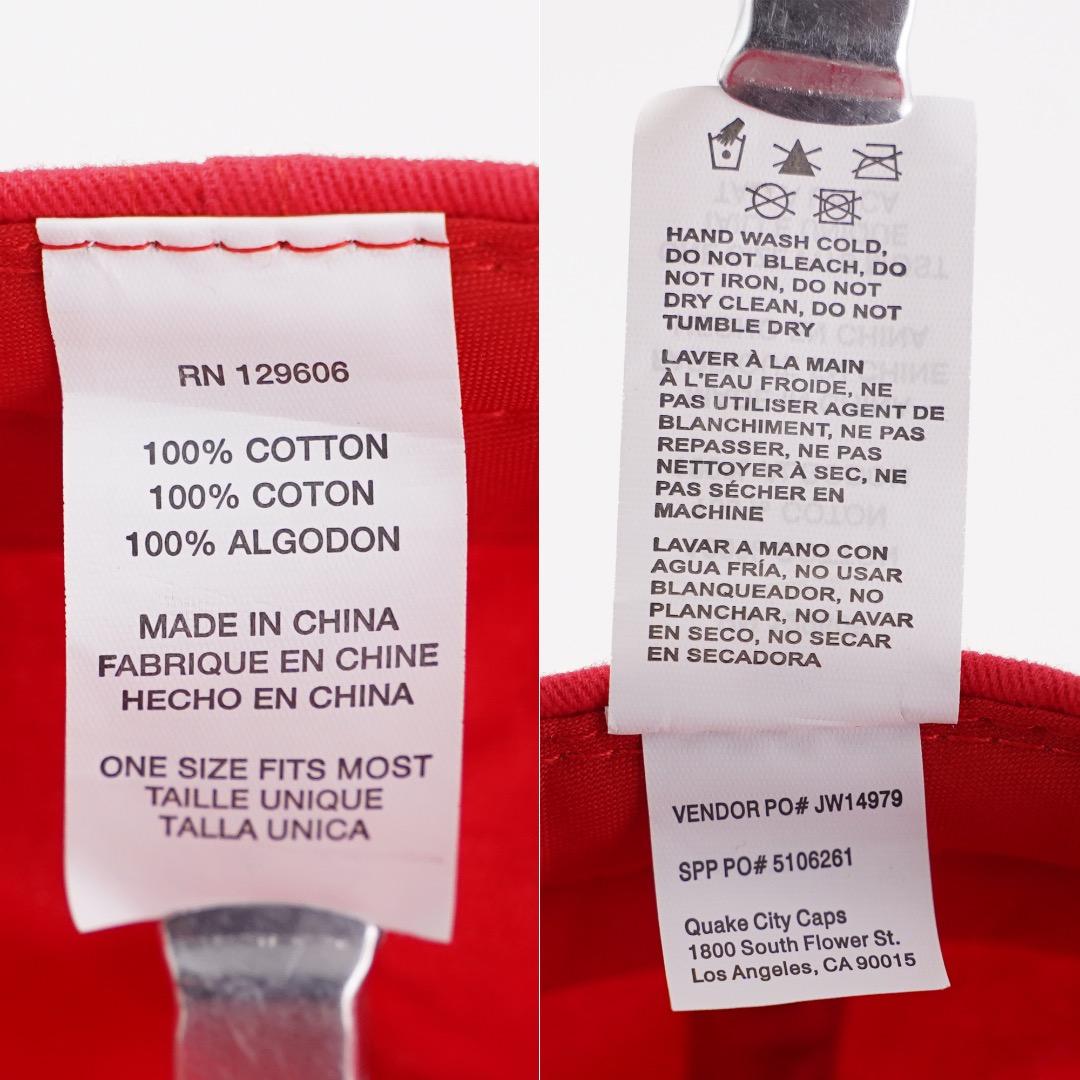 RN 129606
100% COTTON
100% COTON
100% ALGODON
MADE IN CHINA
FABRIQUE EN CHINE
HECHO EN CHINA
ONE SIZE FITS MOST
TAILLE UNIQUE
TALLA UNICA
HAND WASH COLD,
DO NOT BLEACH, DO
NOT IRON, DO NOT
DRY CLEAN, DO NOT
TUMBLE DRY
LAVER À LA MAIN
À L'EAU FROIDE, NE
PAS UTILISER AGENT DE
BLANCHIMENT, NE PAS
REPASSER, NE PAS
NETTOYER À SEC, NE
PAS SÉCHER EN
MACHINE
LAVAR A MANO CON
AGUA FRÍA, NO USAR
BLANQUEADOR, NO
PLANCHAR, NO LAVAR
EN SECO, NO SECAR
EN SECADORA
VENDOR PO# JW14979
SPP PO# 5106261
Quake City Caps
1800 South Flower St.
Los Angeles, CA 90015